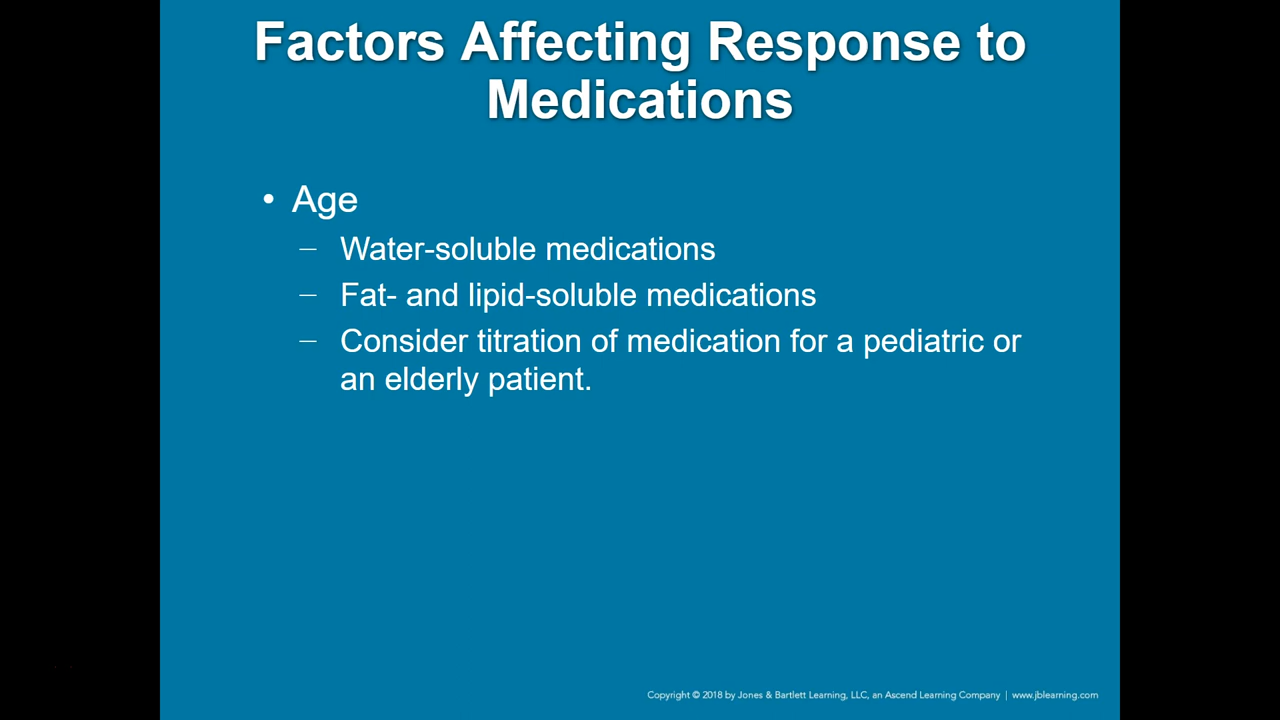 Factors Affecting Response to
Medications
• Age
– Water-soluble medications
– Fat- and lipid-soluble medications
– Consider titration of medication for a pediatric or
an elderly patient.
Copyright © 2018 by Jones & Bartlett Learning, LLC, an Ascend Learning Company | www.jblearning.com